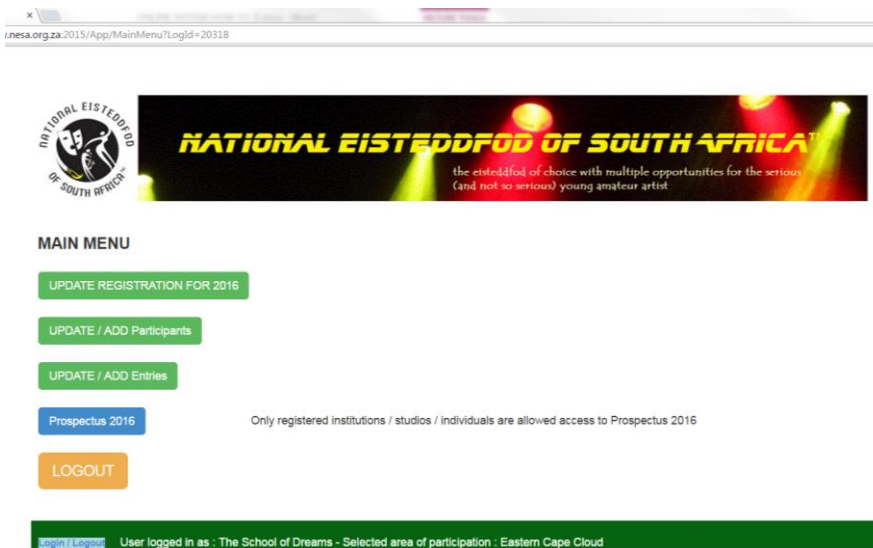 ×
.nesa.org.za:2015/App/MainMenu?LogId=20318
NATIONAL EISTEDDFOD
OF SOUTH AFRICA
NATIONAL EISTEDDFOD OF SOUTH AFRICA™
the eisteddfod of choice with multiple opportunities for the serious
(and not so serious) young amateur artist
MAIN MENU
UPDATE REGISTRATION FOR 2016
UPDATE / ADD Participants
UPDATE / ADD Entries
Prospectus 2016 Only registered institutions / studios / individuals are allowed access to Prospectus 2016
LOGOUT
Login / Logout User logged in as : The School of Dreams - Selected area of participation : Eastern Cape Cloud